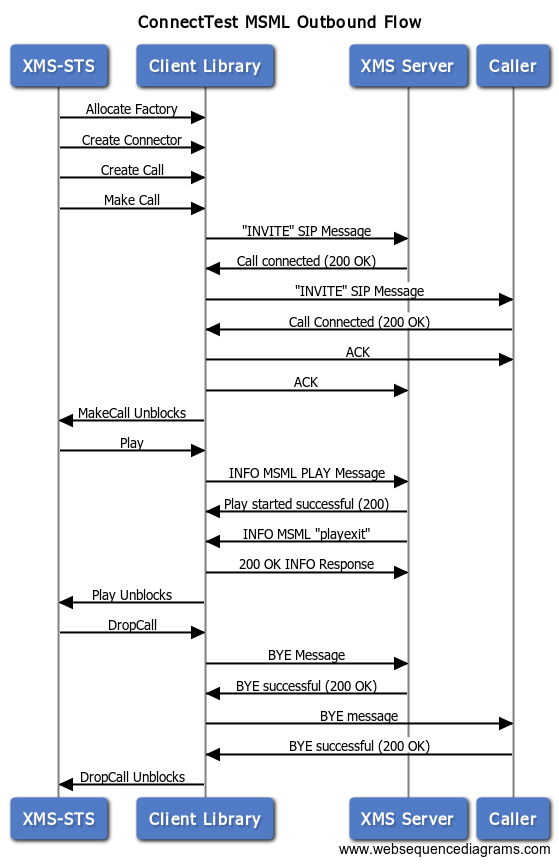 ConnectTest MSML Outbound Flow
XMS-STS Client Library XMS Server Caller
Allocate Factory
Create Connector
Create Call
Make Call
"INVITE" SIP Message
Call connected (200 OK)
"INVITE" SIP Message
Call Connected (200 OK)
ACK
ACK
MakeCall Unblocks
Play
INFO MSML PLAY Message
Play started successful (200)
INFO MSML "playexit"
200 OK INFO Response
Play Unblocks
DropCall
BYE Message
BYE successful (200 OK)
BYE message
BYE successful (200 OK)
DropCall Unblocks
XMS-STS Client Library XMS Server Caller
www.websequencediagrams.com